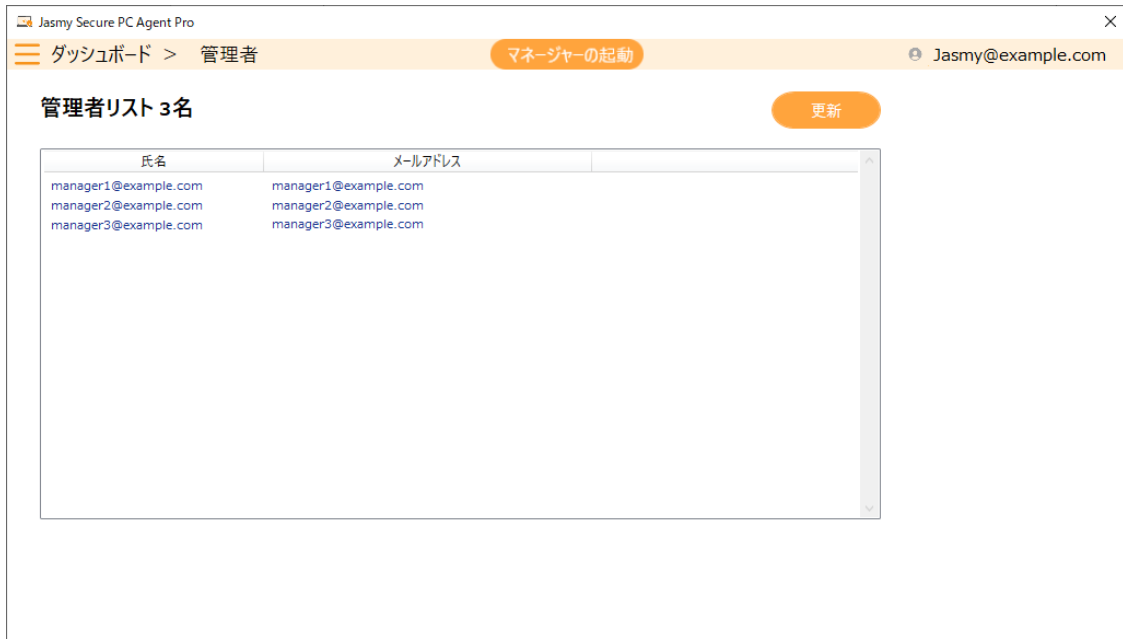 Jasmy Secure PC Agent Pro
ダッシュボード > 管理者 マネージャーの起動 Jasmy@example.com
管理者リスト 3名 更新
氏名 メールアドレス
manager1@example.com manager1@example.com
manager2@example.com manager2@example.com
manager3@example.com manager3@example.com